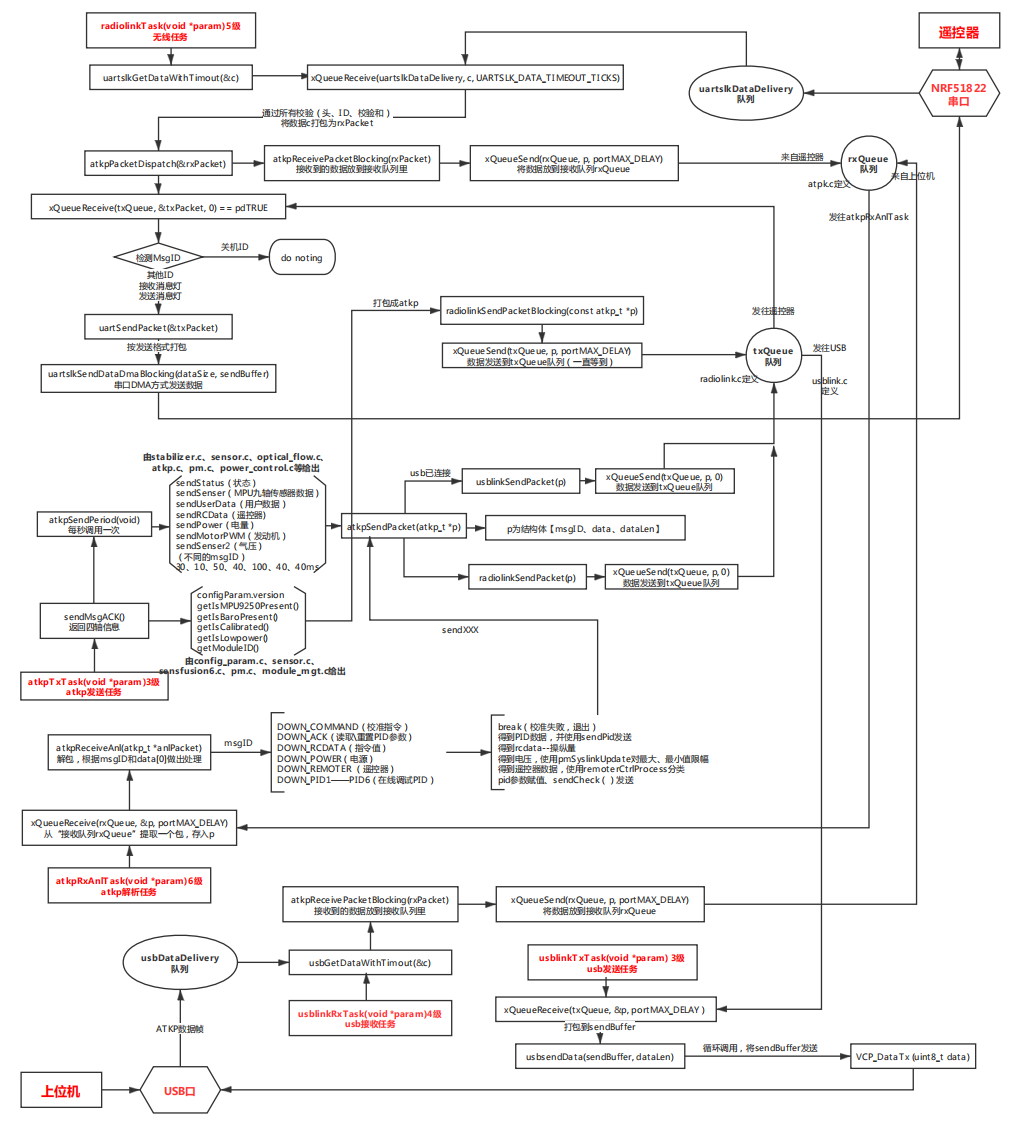 radiolinkTask(void *param)5级
无线任务
遥控器
uartslkGetDataWithTimout(&c)
xQueueReceive(uartslkDataDelivery, c, UARTSLK_DATA_TIMEOUT_TICKS)
uartslkDataDelivery
队列
NRF51822
串口
通过所有校验（头、ID、校验和）
将数据c打包为rxPacket
atkpPacketDispatch(&rxPacket)
atkpReceivePacketBlocking(rxPacket)
接收到的数据放到接收队列里
xQueueSend(rxQueue, p, portMAX_DELAY)
将数据放到接收队列rxQueue
来自遥控器
rxQueue
队列
来自上位机
atpk.c定义
xQueueReceive(txQueue, &txPacket, 0) == pdTRUE
发往atkpRxAnlTask
检测MsgID
关机ID
do noting
其他ID
接收消息灯
发送消息灯
打包成atkp
radiolinkSendPacketBlocking(const atkp_t *p)
发往遥控器
uartSendPacket(&txPacket)
按发送格式打包
xQueueSend(txQueue, p, portMAX_DELAY)
数据发送到txQueue队列（一直等到）
txQueue
队列
发往USB
radiolink.c定义
usblink.c
定义
uartslkSendDataDmaBlocking(dataSize, sendBuffer)
串口DMA方式发送数据
由stabilizer.c、sensor.c、optical_flow.c、
atkp.c、pm.c、power_control.c等给出
sendStatus（状态）
sendSenser（MPU九轴传感器数据）
sendUserData（用户数据）
sendRCData（遥控器)
sendPower（电量）
sendMotorPWM（发动机）
sendSenser2（气压）
（不同的msgID）
30、10、50、40、100、40、40ms
usb已连接
usblinkSendPacket(p)
xQueueSend(txQueue, p, 0)
数据发送到txQueue队列
atkpSendPeriod(void)
每秒调用一次
atkpSendPacket(atkp_t *p)
p为结构体【msgID、data、dataLen】
radiolinkSendPacket(p)
xQueueSend(txQueue, p, 0)
数据发送到txQueue队列
sendMsgACK()
返回四轴信息
configParam.version
getIsMPU9250Present()
getIsBaroPresent()
getIsCalibrated()
getIsLowpower()
getModuleID()
由config_param.c、sensor.c、
sensfusion6.c、pm.c、module_mgt.c给出
sendXXX
atkpTxTask(void *param)3级
atkp发送任务
atkpReceiveAnl(atkp_t *anlPacket)
解包，根据msgID和data[0]做出处理
msgID
DOWN_COMMAND（校准指令）
DOWN_ACK（读取\重置PID参数）
DOWN_RCDATA（指令值）
DOWN_POWER（电源）
DOWN_REMOTER（遥控器）
DOWN_PID1——PID6（在线调试PID）
break（校准失败，退出）
得到PID数据，并使用sendPid发送
得到rcdata--操纵量
得到电压，使用pmSyslinkUpdate对最大、最小值限幅
得到遥控器数据，使用remoterCtrlProcess分类
pid参数赋值、sendCheck（ ）发送
xQueueReceive(rxQueue, &p, portMAX_DELAY)
从“接收队列rxQueue”提取一个包，存入p
atkpRxAnlTask(void *param)6级
atkp解析任务
atkpReceivePacketBlocking(rxPacket)
接收到的数据放到接收队列里
xQueueSend(rxQueue, p, portMAX_DELAY)
将数据放到接收队列rxQueue
usbDataDelivery
队列
usbGetDataWithTimout(&c)
usblinkTxTask(void *param) 3级
usb发送任务
usblinkRxTask(void *param)4级
usb接收任务
xQueueReceive(txQueue, &p, portMAX_DELAY )
ATKP数据帧
打包到sendBuffer
usbsendData(sendBuffer, dataLen)
循环调用，将sendBuffer发送
VCP_DataTx (uint8_t data)
上位机
USB口